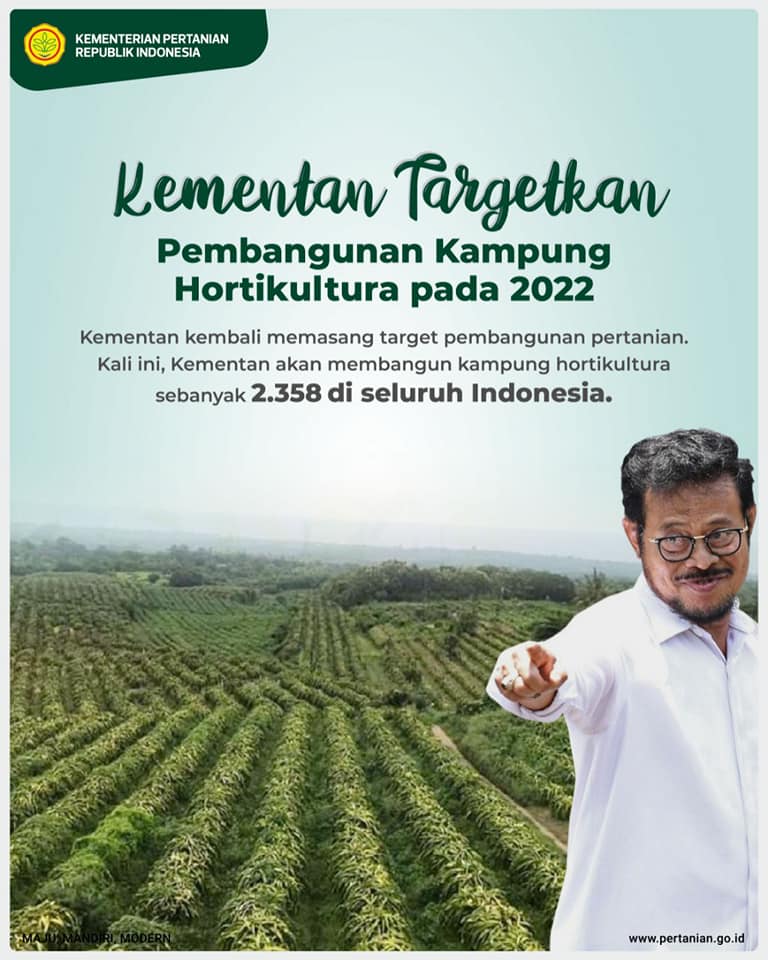 KEMENTERIAN PERTANIAN
REPUBLIK INDONESIA
Kementan Targetkan
Pembangunan Kampung
Hortikultura pada 2022
Kementan kembali memasang target pembangunan pertanian.
Kali ini, Kementan akan membangun kampung hortikultura
sebanyak 2.358 di seluruh Indonesia.
MAJU, MANDIRI, MODERN
www.pertanian.go.id